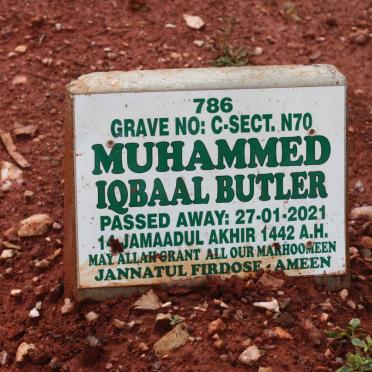 786
GRAVE NO: C-SECT. N70
MUHAMMED
IQBAAL BUTLER
PASSED AWAY: 27-01-2021
14 JAMAADUL AKHIR 1442 A.H.
MAY ALLAH GRANT ALL OUR MARHOOMEEN
JANNATUL FIRDOSE - AMEEN